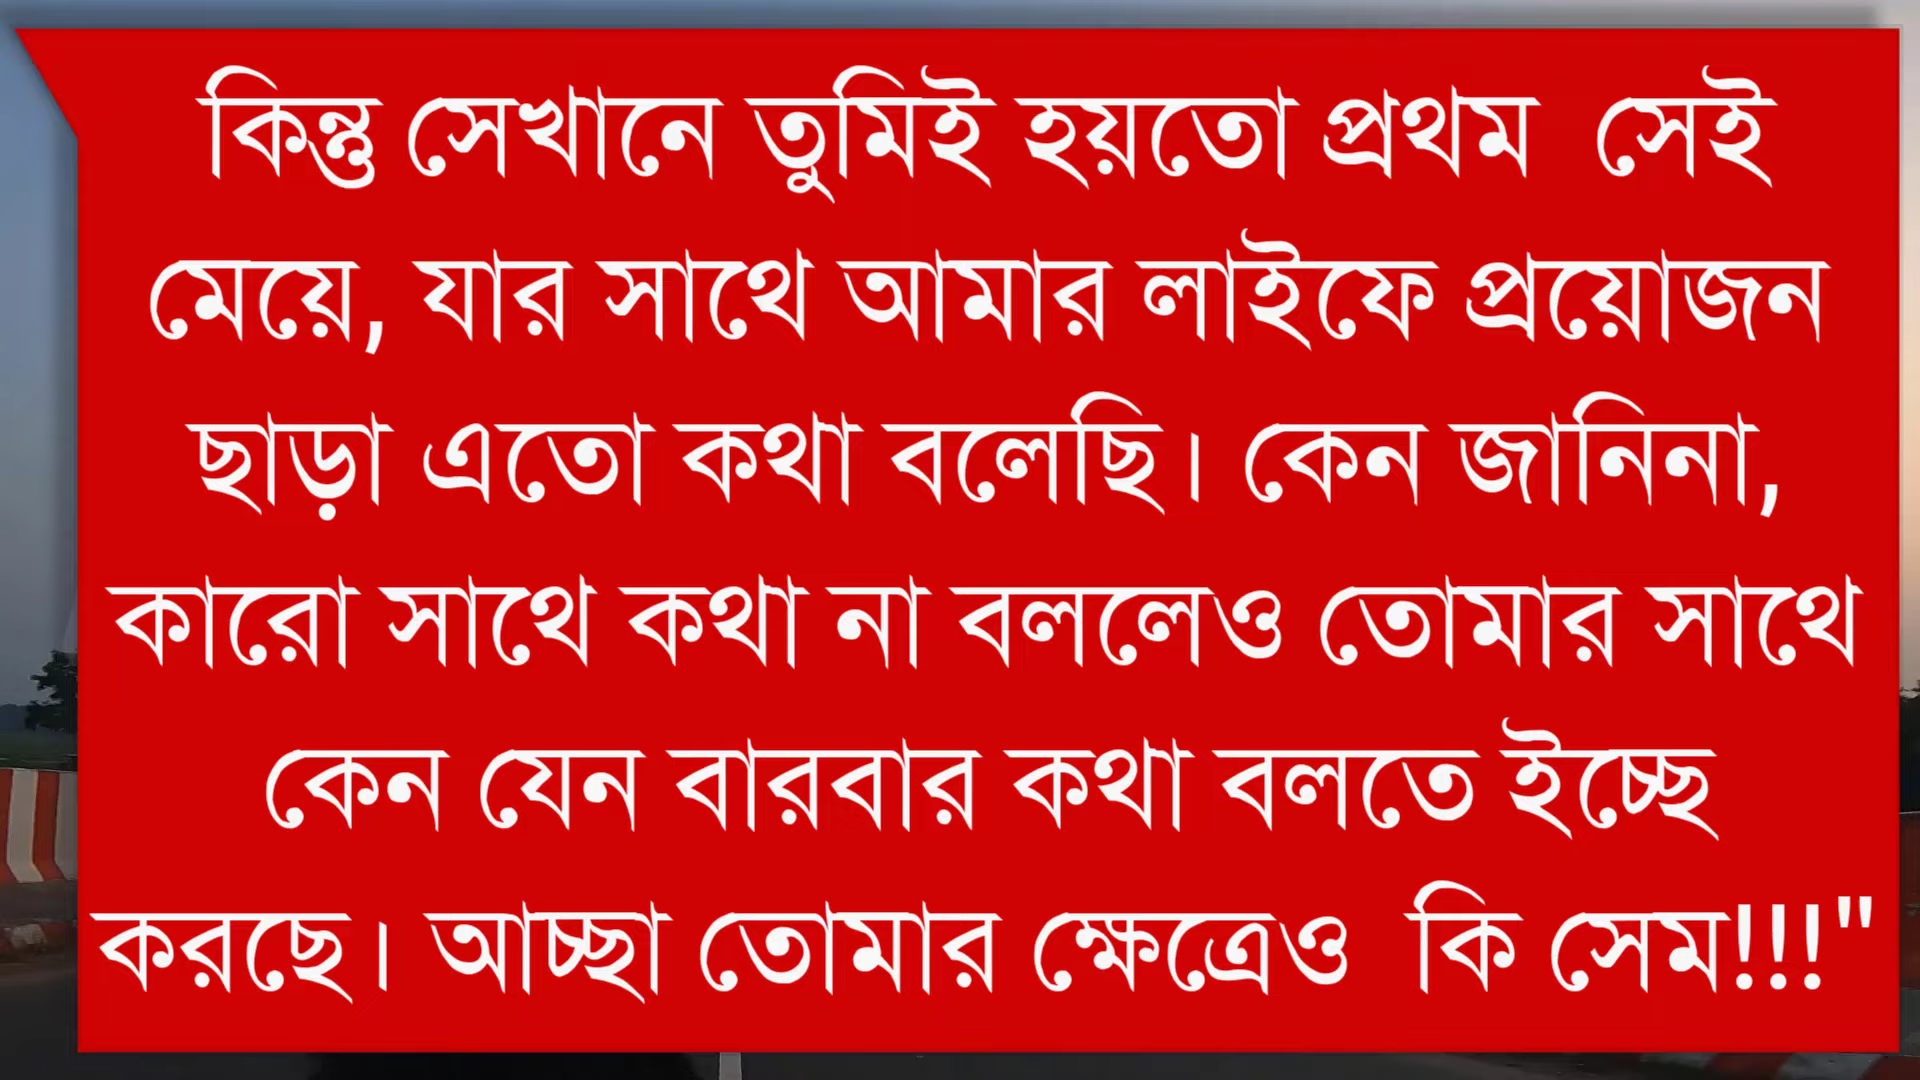 কিন্তু সেখানে তুমিই হয়তো প্রথম  সেই
মেয়ে, যার সাথে আমার লাইফে প্রয়োজন
ছাড়া এতো কথা বলেছি। কেন জানিনা,
কারো সাথে কথা না বললেও তোমার সাথে
কেন যেন বারবার কথা বলতে ইচ্ছে
করছে। আচ্ছা তোমার ক্ষেত্রেও  কি সেম!!!"